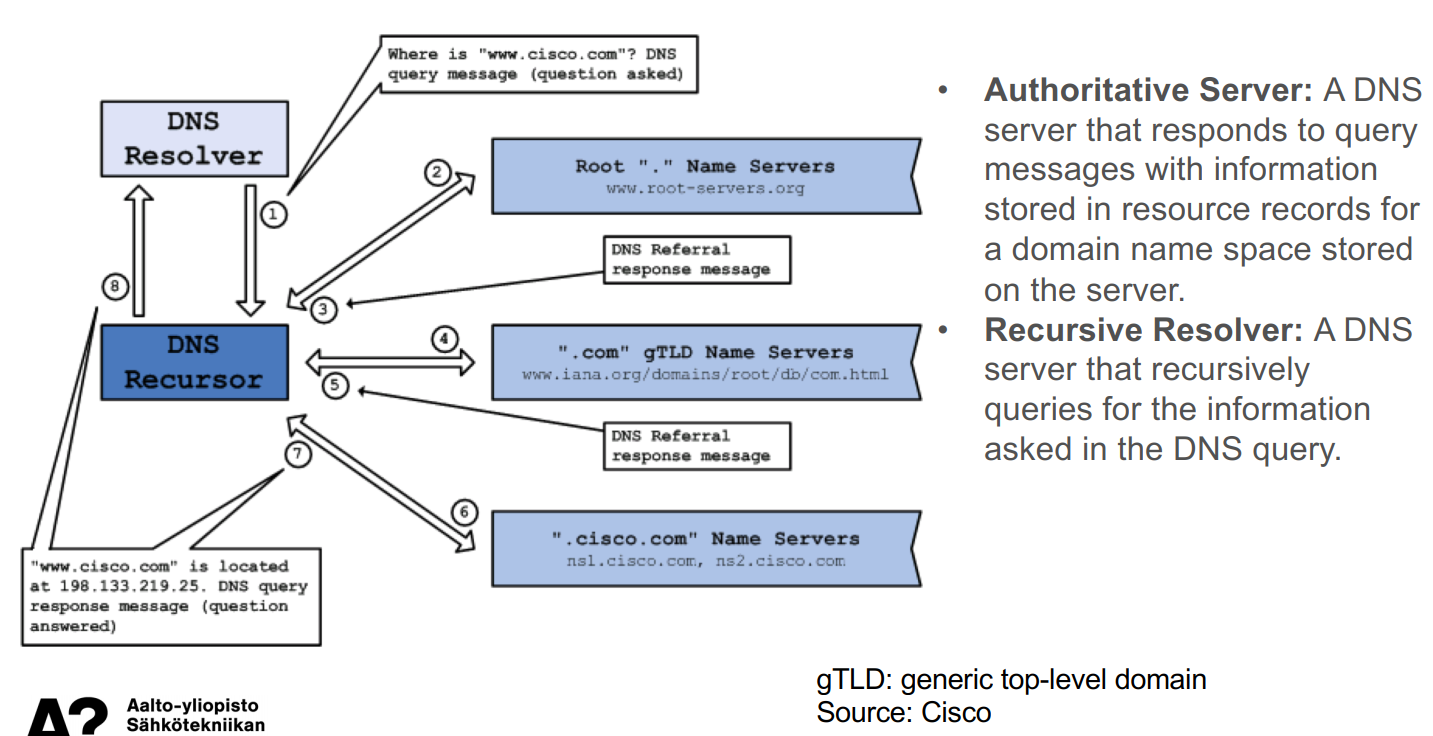 Where is "www.cisco.com"? DNS
query message (question asked)
DNS
Resolver
1
2
Root "." Name Servers
www.root-servers.org
DNS Referral
response message
3
8
DNS
Recursor
4
".com" gTLD Name Servers
www.iana.org/domains/root/db/com.html
5
DNS Referral
response message
7
6
".cisco.com" Name Servers
ns1.cisco.com, ns2.cisco.com
"www.cisco.com" is located
at 198.133.219.25. DNS query
response message (question
answered)
• Authoritative Server: A DNS
server that responds to query
messages with information
stored in resource records for
a domain name space stored
on the server.
• Recursive Resolver: A DNS
server that recursively
queries for the information
asked in the DNS query.
gTLD: generic top-level domain
Source: Cisco
A?
Aalto-yliopisto
Sähkötekniikan